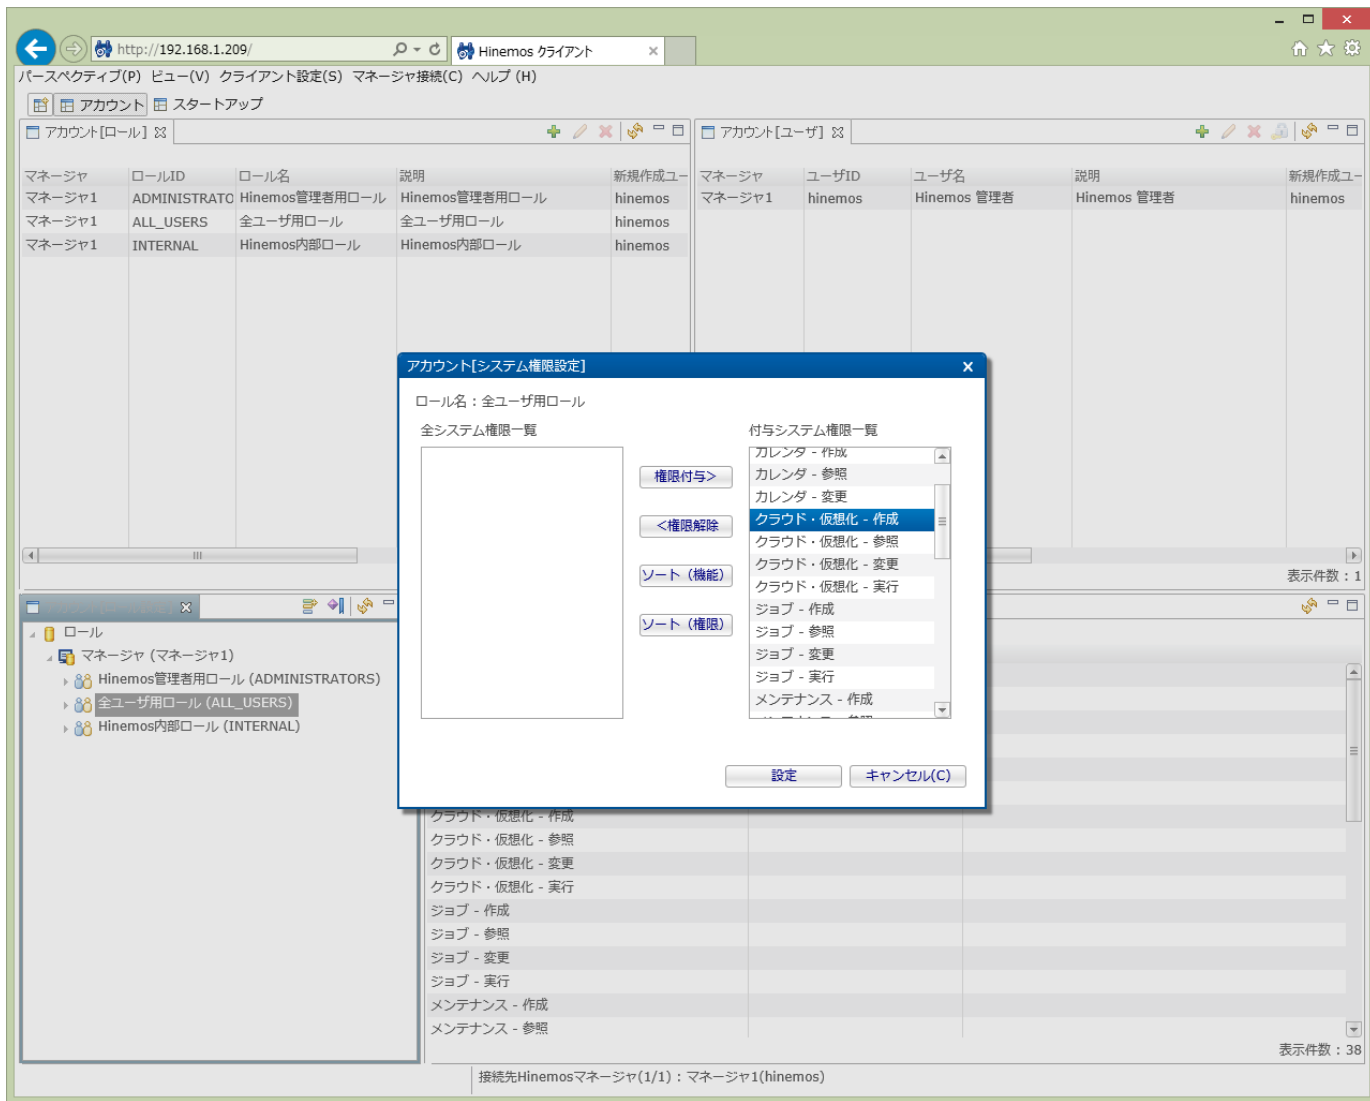 http://192.168.1.209/
Hinemos クライアント
パースペクティブ(P) ビュー(V) クライアント設定(S) マネージャ接続(C) ヘルプ (H)
アカウント スタートアップ
アカウント[ロール]
マネージャ ロールID ロール名 説明 新規作成ユー
マネージャ1 ADMINISTRATO Hinemos管理者用ロール Hinemos管理者用ロール hinemos
マネージャ1 ALL_USERS 全ユーザ用ロール 全ユーザ用ロール hinemos
マネージャ1 INTERNAL Hinemos内部ロール Hinemos内部ロール hinemos
アカウント[ユーザ]
マネージャ ユーザID ユーザ名 説明 新規作成ユー
マネージャ1 hinemos Hinemos 管理者 Hinemos 管理者 hinemos
表示件数 : 1
アカウント[システム権限設定]
ロール名 : 全ユーザ用ロール
全システム権限一覧
権限付与>
<権限解除
ソート（機能）
ソート（権限）
付与システム権限一覧
カレンダ - 作成
カレンダ - 参照
カレンダ - 変更
クラウド・仮想化 - 作成
クラウド・仮想化 - 参照
クラウド・仮想化 - 変更
クラウド・仮想化 - 実行
ジョブ - 作成
ジョブ - 参照
ジョブ - 変更
ジョブ - 実行
メンテナンス - 作成
メンテナンス - 参照
設定 キャンセル(C)
ロール
マネージャ (マネージャ1)
Hinemos管理者用ロール (ADMINISTRATORS)
全ユーザ用ロール (ALL_USERS)
Hinemos内部ロール (INTERNAL)
クラウド・仮想化 - 作成
クラウド・仮想化 - 参照
クラウド・仮想化 - 変更
クラウド・仮想化 - 実行
ジョブ - 作成
ジョブ - 参照
ジョブ - 変更
ジョブ - 実行
メンテナンス - 作成
メンテナンス - 参照
表示件数 : 38
接続先Hinemosマネージャ(1/1) : マネージャ1(hinemos)